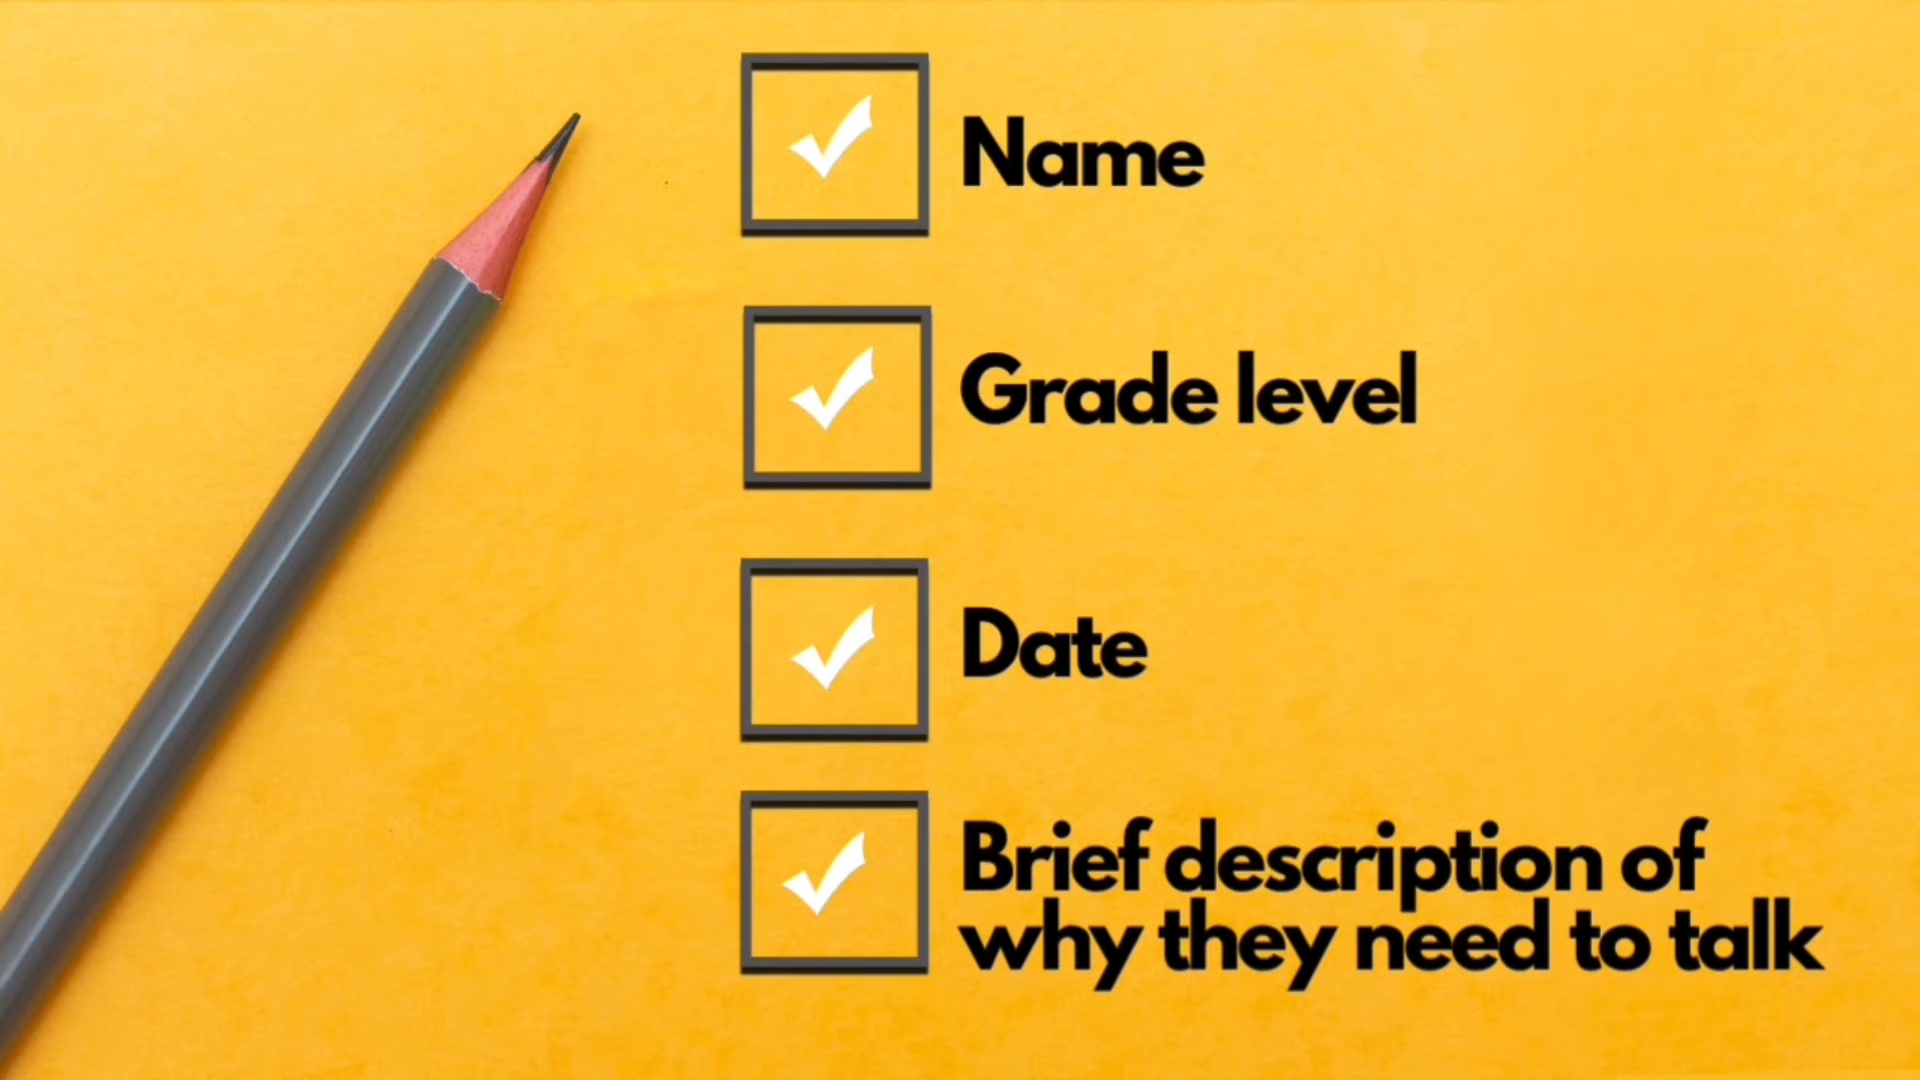 Name
Grade level
Date
Brief description of
why they need to talk